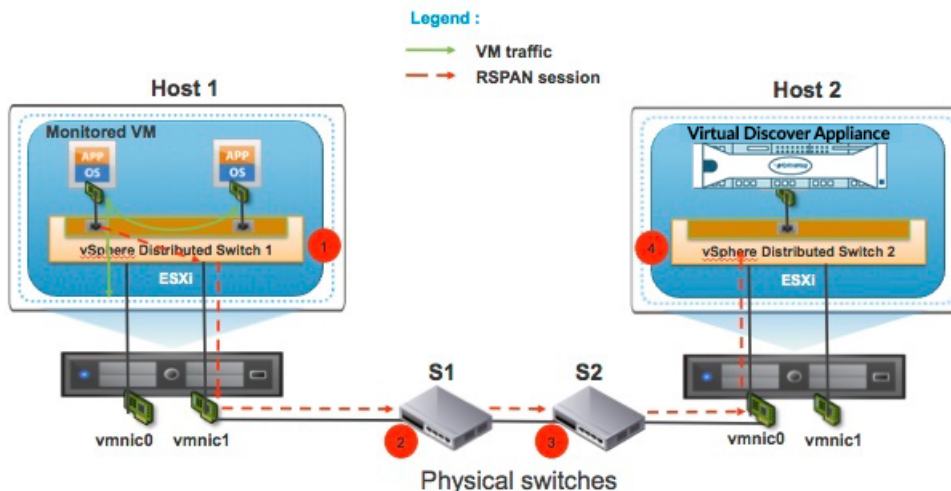 Legend :
VM traffic
RSPAN session
Host 1
Host 2
Monitored VM
APP
OS
APP
OS
Virtual Discover Appliance
1
vSphere Distributed Switch 1
ESXi
4
vSphere Distributed Switch 2
ESXi
S1
S2
2
3
vmnic0
vmnic1
vmnic0
vmnic1
Physical switches